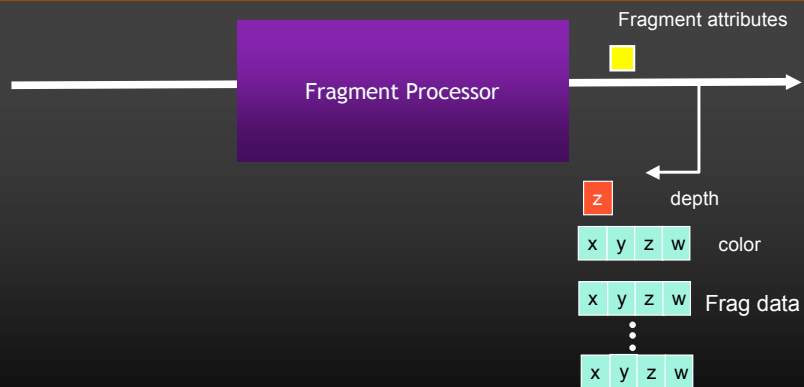 Fragment attributes
Fragment Processor
z depth
x y z w color
x y z w Frag data
x y z w